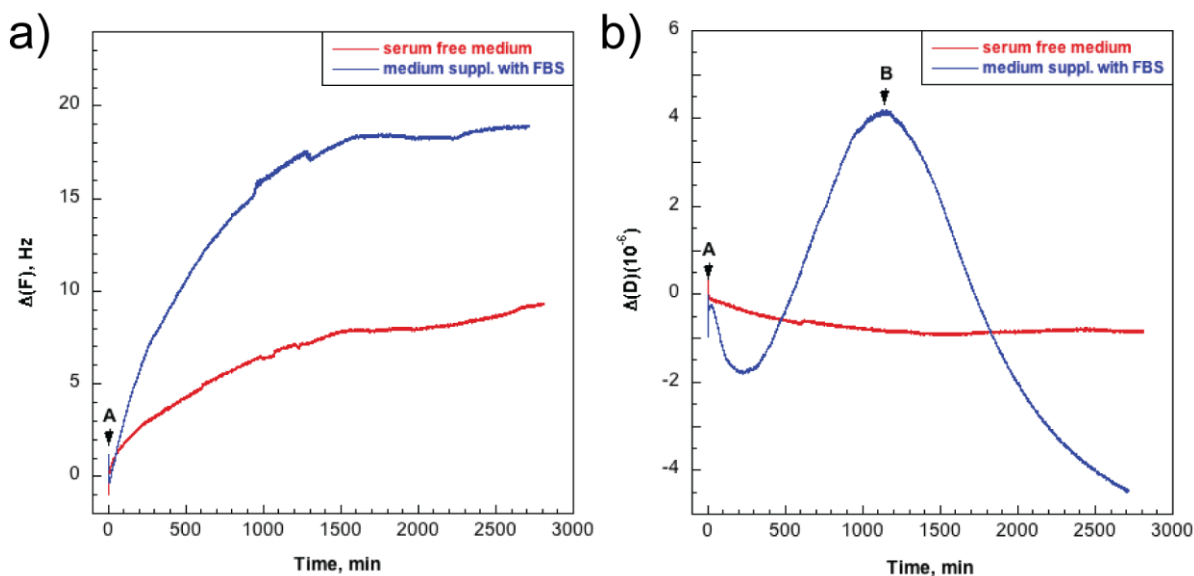 a)
serum free medium
medium suppl. with FBS
20
15
10
5
0
A
Δ(F), Hz
0 500 1000 1500 2000 2500 3000
Time, min
b)
serum free medium
medium suppl. with FBS
6
4
2
0
-2
-4
A
B
Δ(D)(10⁻⁶)
0 500 1000 1500 2000 2500 3000
Time, min